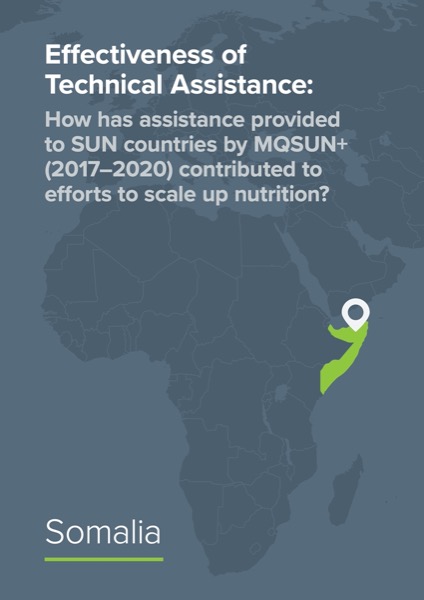 Effectiveness of
Technical Assistance:
How has assistance provided
to SUN countries by MQSUN+
(2017–2020) contributed to
efforts to scale up nutrition?
Somalia